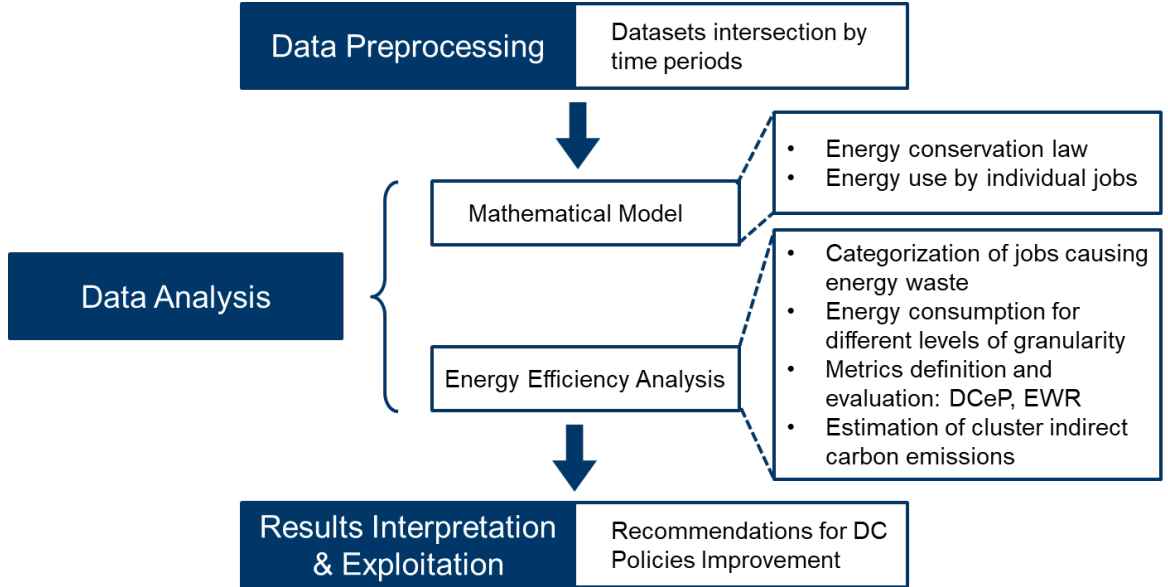 Data Preprocessing
Datasets intersection by
time periods
Mathematical Model
• Energy conservation law
• Energy use by individual jobs
Data Analysis
Energy Efficiency Analysis
• Categorization of jobs causing
energy waste
• Energy consumption for
different levels of granularity
• Metrics definition and
evaluation: DCeP, EWR
• Estimation of cluster indirect
carbon emissions
Results Interpretation
& Exploitation
Recommendations for DC
Policies Improvement